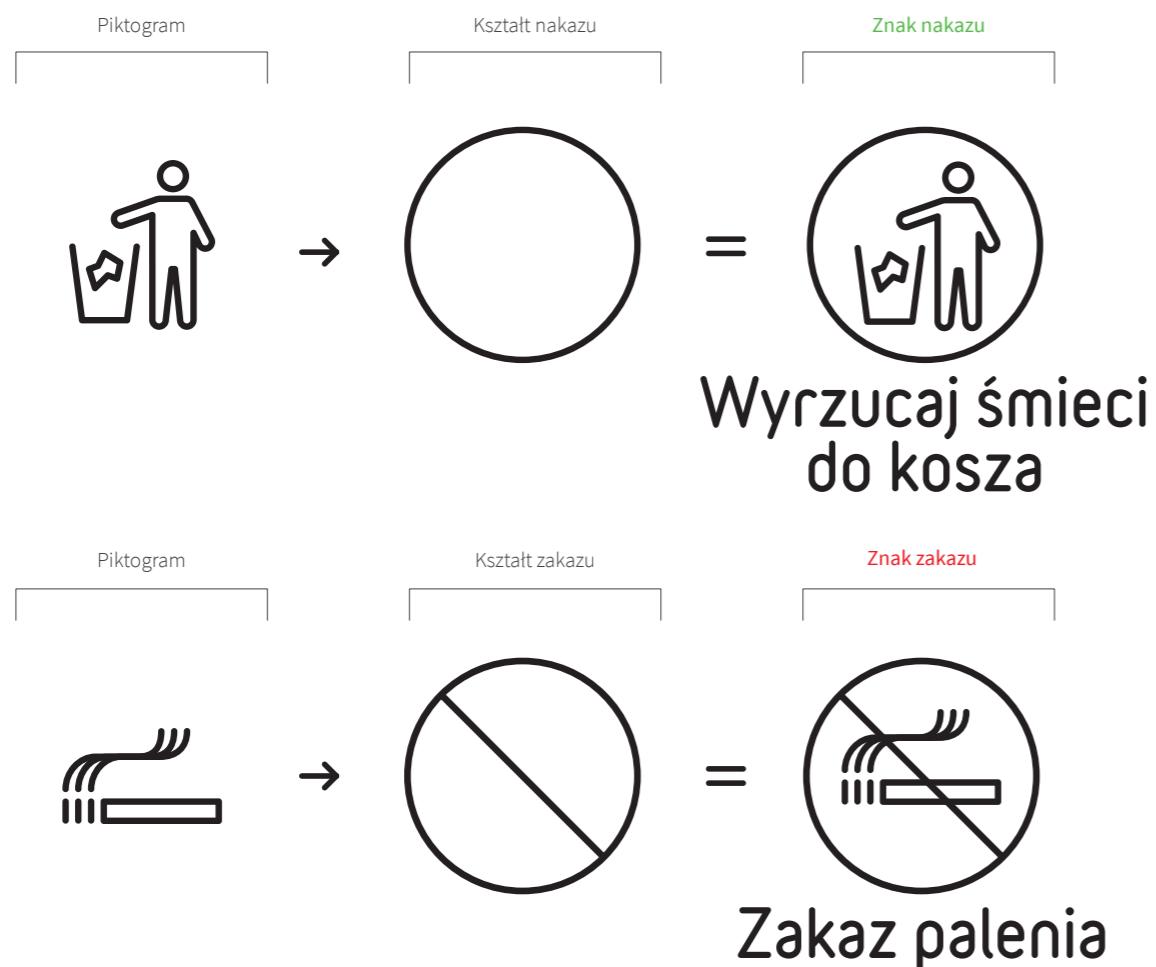 Piktogram
Kształt nakazu
Znak nakazu
Wyrzucaj śmieci
do kosza
Piktogram
Kształt zakazu
Znak zakazu
Zakaz palenia